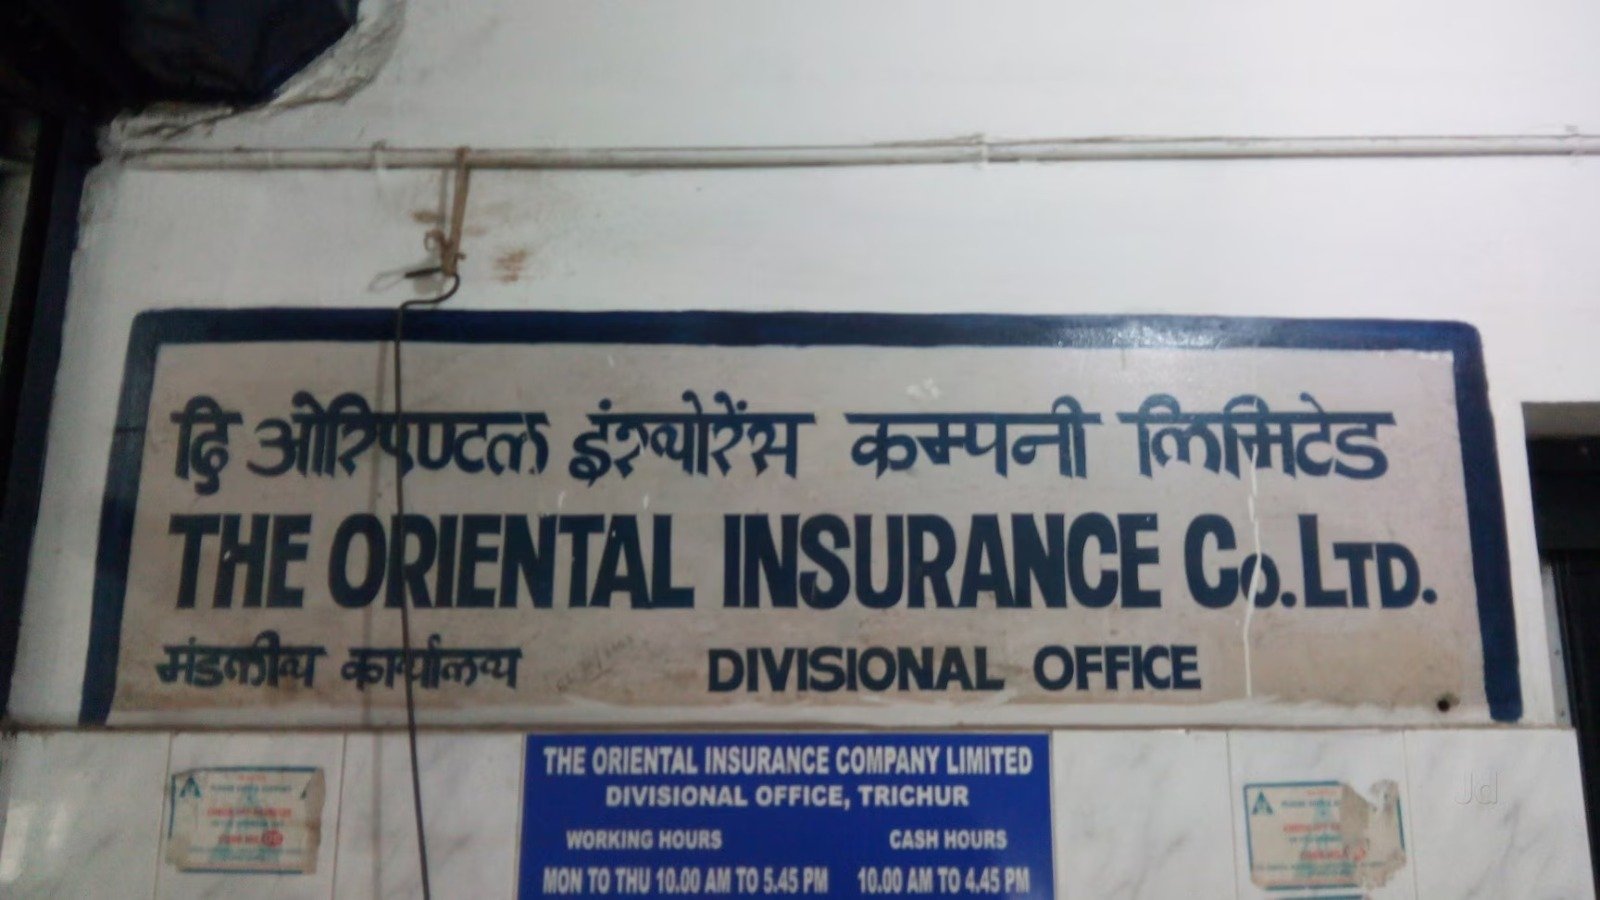 दि ओरिएण्टल इंश्योरेंस कम्पनी लिमिटेड
THE ORIENTAL INSURANCE Co. LTD.
मंडलीय कार्यालय DIVISIONAL OFFICE
THE ORIENTAL INSURANCE COMPANY LIMITED
DIVISIONAL OFFICE, TRICHUR
WORKING HOURS CASH HOURS
MON TO THU 10.00 AM TO 5.45 PM 10.00 AM TO 4.45 PM
Jd